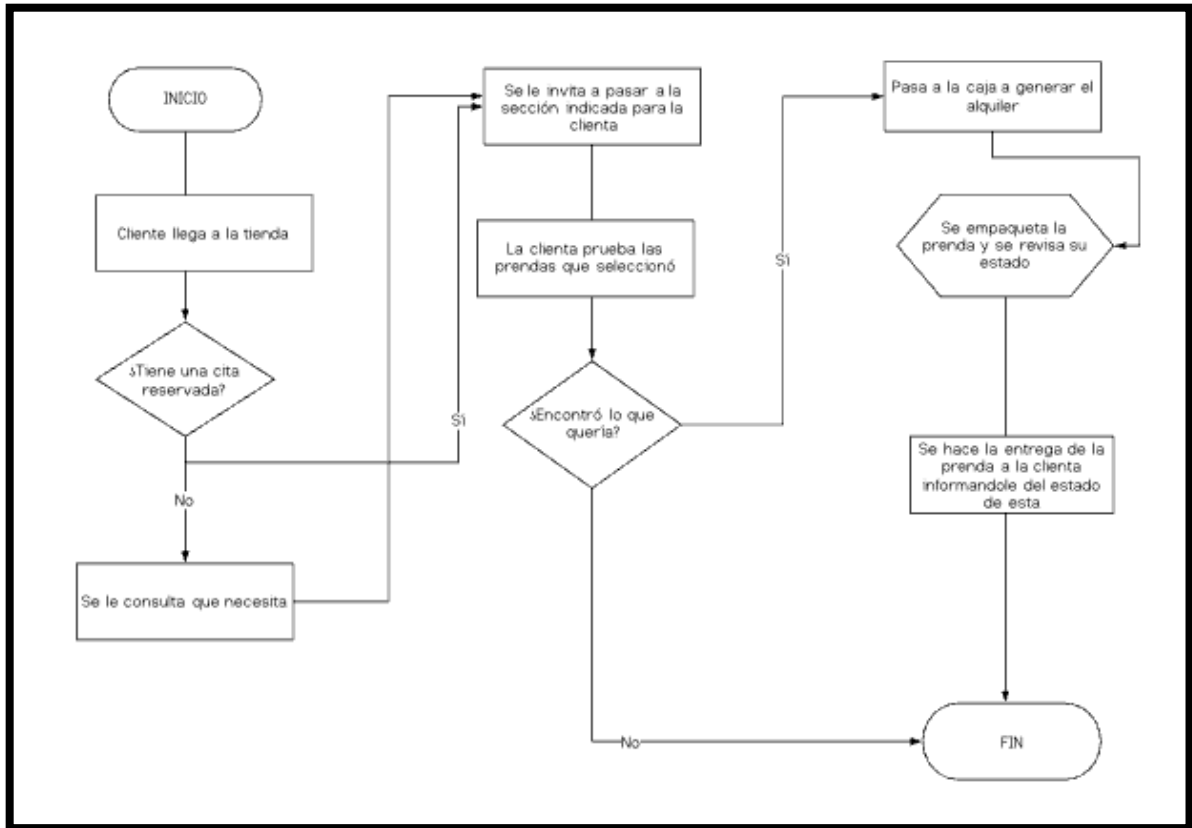 INICIO
Cliente llega a la tienda
¿Tiene una cita
reservada?
Sí
No
Se le consulta que necesita
Se le invita a pasar a la
sección indicada para la
clienta
La clienta prueba las
prendas que seleccionó
¿Encontró lo que
quería?
Sí
No
Pasa a la caja a generar el
alquiler
Se empaqueta la
prenda y se revisa su
estado
Se hace la entrega de la
prenda a la clienta
informandole del estado
de esta
FIN